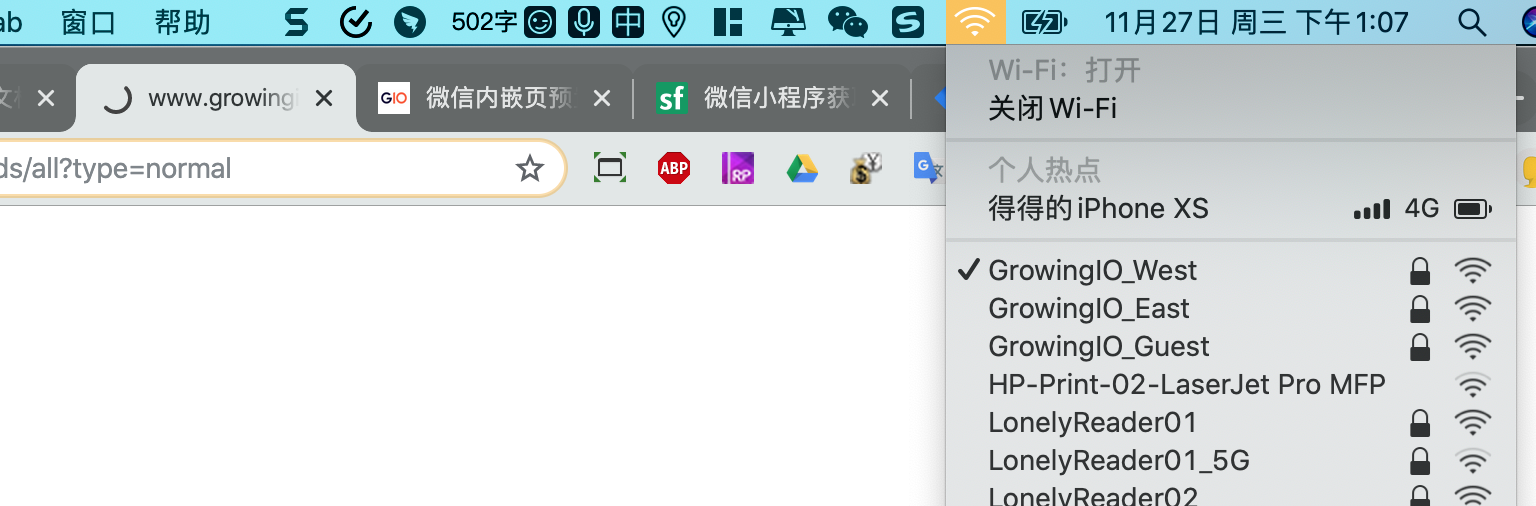 ab 窗口 帮助 502字 中 11月27日 周三 下午1:07
文档 www.growingi GIO 微信内嵌页预 sf 微信小程序获
ds/all?type=normal ABP RP G 文
Wi-Fi：打开
关闭 Wi-Fi
个人热点
得得的 iPhone XS 4G
GrowingIO_West
GrowingIO_East
GrowingIO_Guest
HP-Print-02-LaserJet Pro MFP
LonelyReader01
LonelyReader01_5G
LonelyReader02